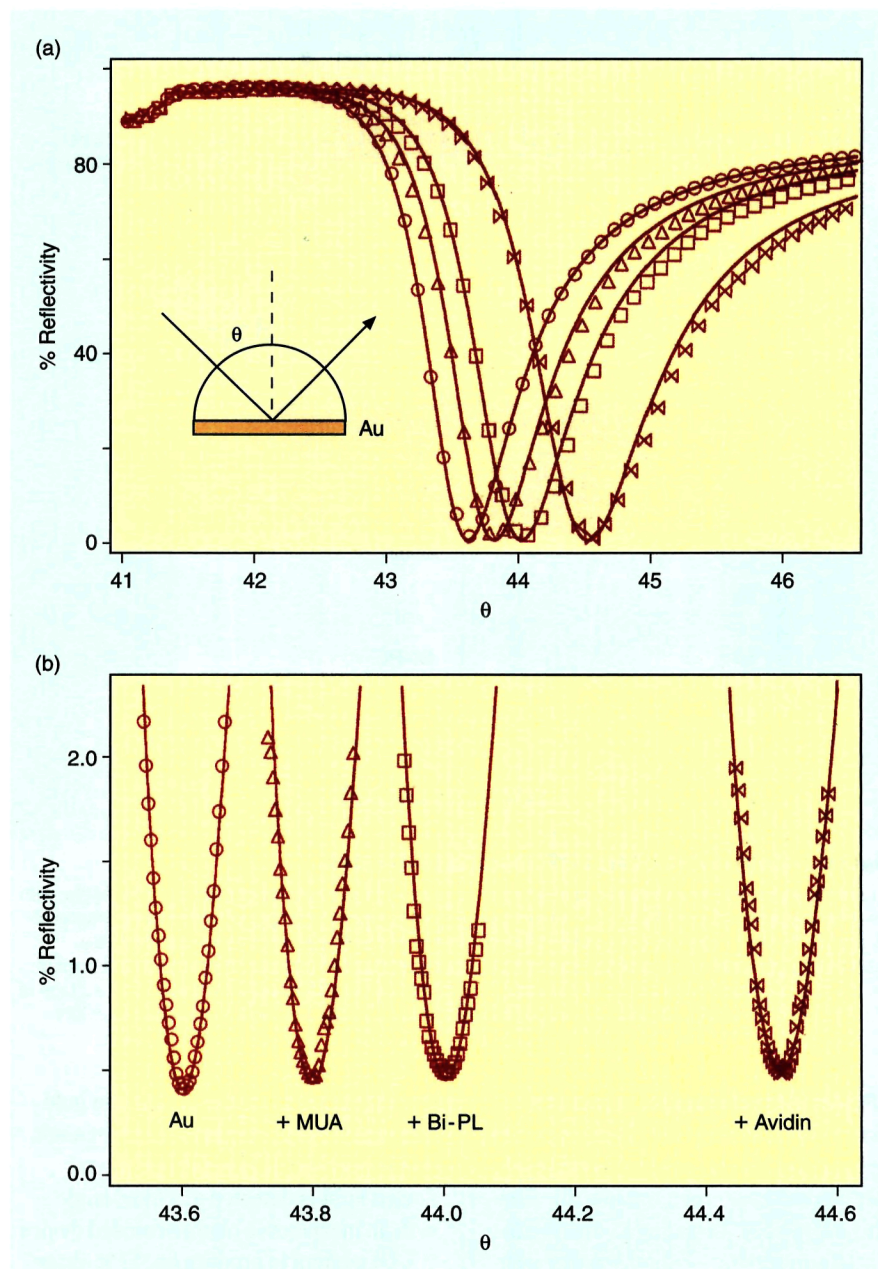 (a)
80
40
0
% Reflectivity
θ
Au
41 42 43 44 45 46
θ
(b)
2.0
1.0
0.0
% Reflectivity
Au + MUA + Bi-PL + Avidin
43.6 43.8 44.0 44.2 44.4 44.6
θ